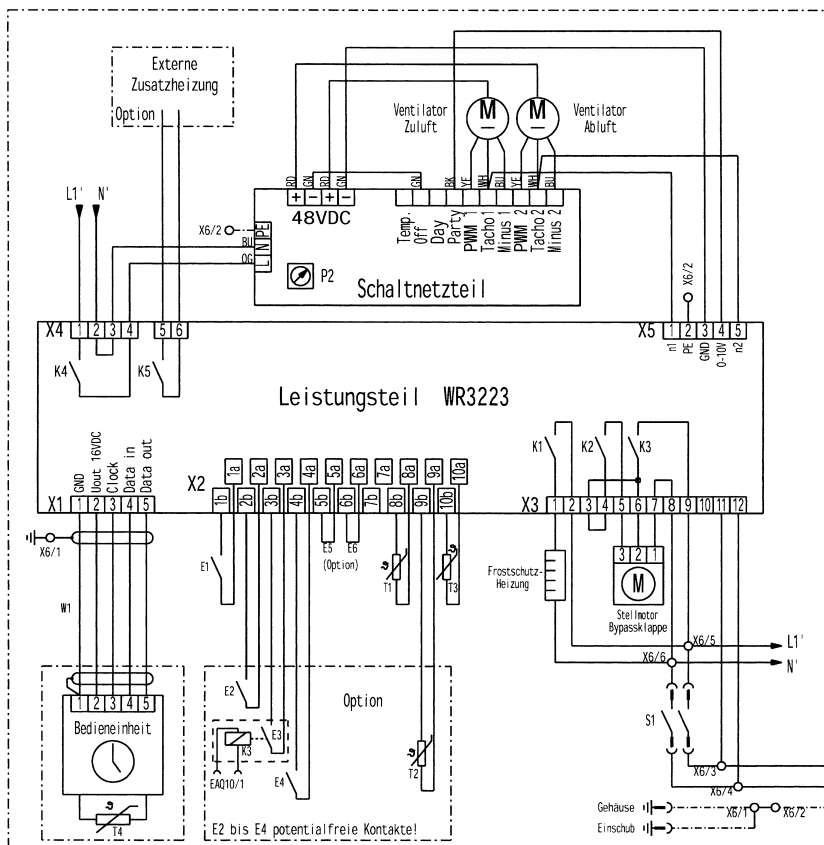 Externe
Zusatzheizung
Option
L1' N'
Ventilator
Zuluft
M
M
Ventilator
Abluft
RD GN RD GN GN BK YE WH BU YE WH BU
+ - + -
48VDC
Temp. Off Day Party PWM 1 Tacho 1 Minus 1 PWM 2 Tacho 2 Minus 2
X6/2
PE
BU
N
OG
L
P2
Schaltnetzteil
X6/2
X4 1 2 3 4 5 6
X5 1 2 3 4 5
n1 PE GND 0-10V n2
K4 K5
Leistungsteil WR3223
K1 K2 K3
GND Uout 16VDC Clock Data in Data out
X1 1 2 3 4 5
X2
1a 2a 3a 4a 5a 6a 7a 8a 9a 10a
1b 2b 3b 4b 5b 6b 7b 8b 9b 10b
X3 1 2 3 4 5 6 7 8 9 10 11 12
X6/1
W1
E1
E5 E6
(Option)
ϑ T1
ϑ T3
Frostschutz-
Heizung
3 2 1
M
Stellmotor
Bypassklappe
X6/5 L1'
X6/6 N'
1 2 3 4 5
Bedieneinheit
ϑ
T4
E2
Option
E3
K3
EAQ10/1
E4
ϑ
T2
E2 bis E4 potentialfreie Kontakte!
S1
X6/3
X6/4
Gehäuse
X6/1 X6/2
Einschub